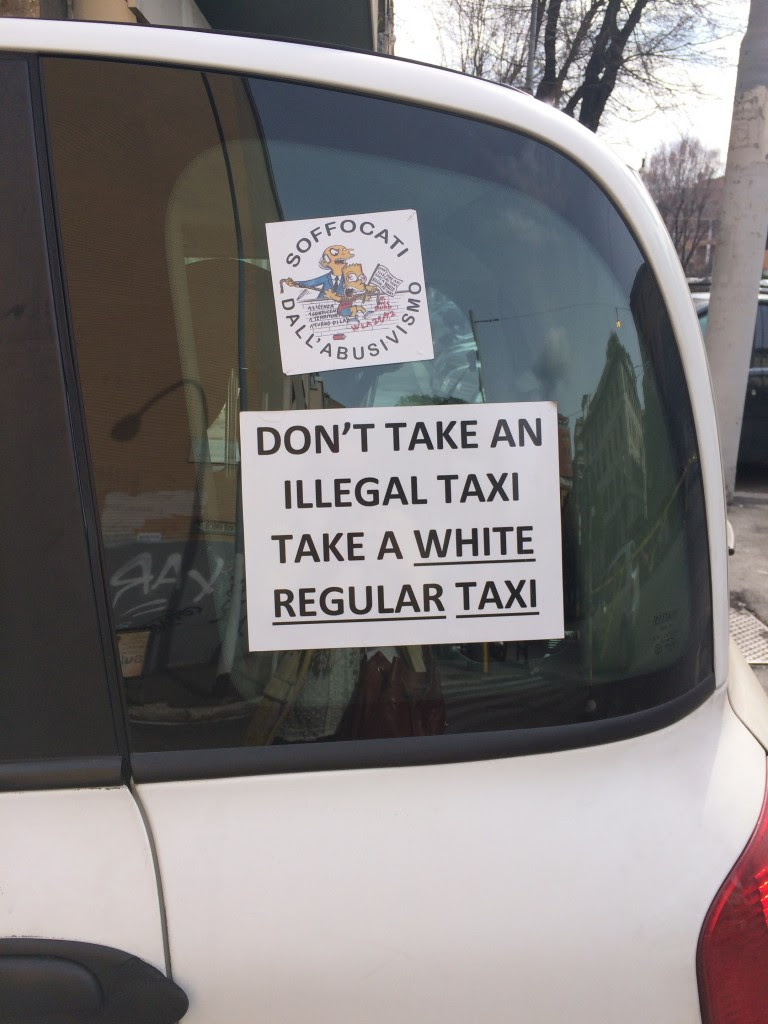 SOFFOCATI
DALL'ABUSIVISMO
DON'T TAKE AN
ILLEGAL TAXI
TAKE A WHITE
REGULAR TAXI